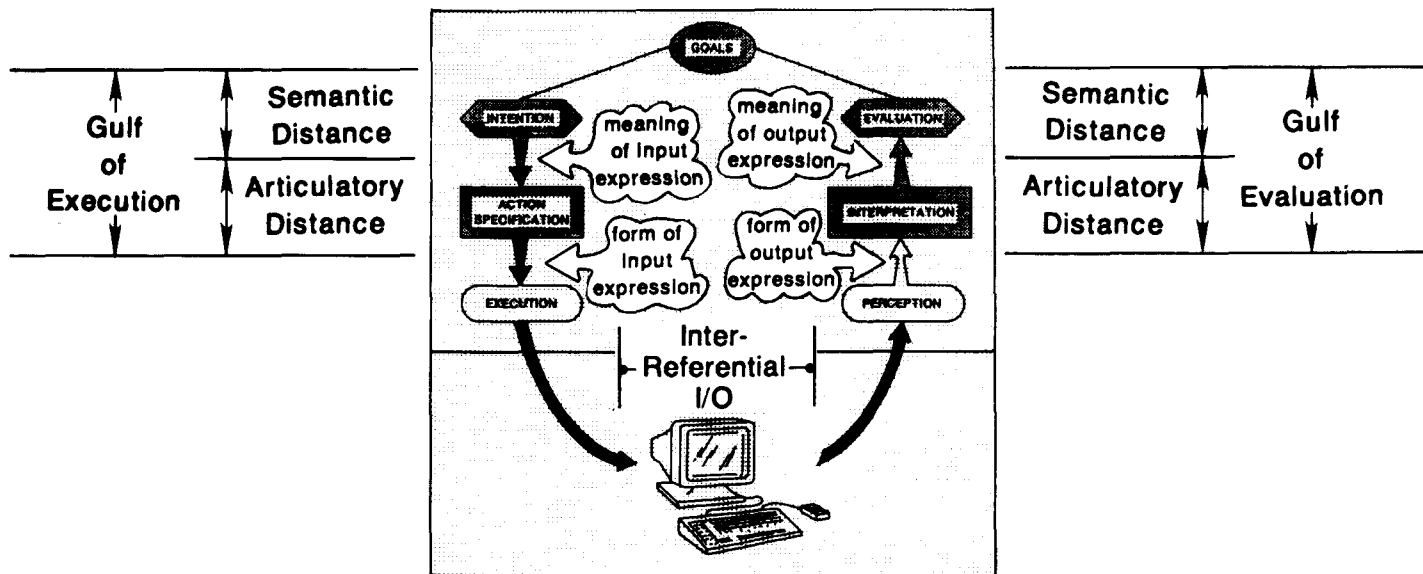 GOALS
Gulf
of
Execution
Semantic
Distance
Articulatory
Distance
INTENTION
meaning
of input
expression
ACTION
SPECIFICATION
form of
input
expression
EXECUTION
meaning
of output
expression
EVALUATION
INTERPRETATION
form of
output
expression
PERCEPTION
Semantic
Distance
Articulatory
Distance
Gulf
of
Evaluation
Inter-
Referential
I/O